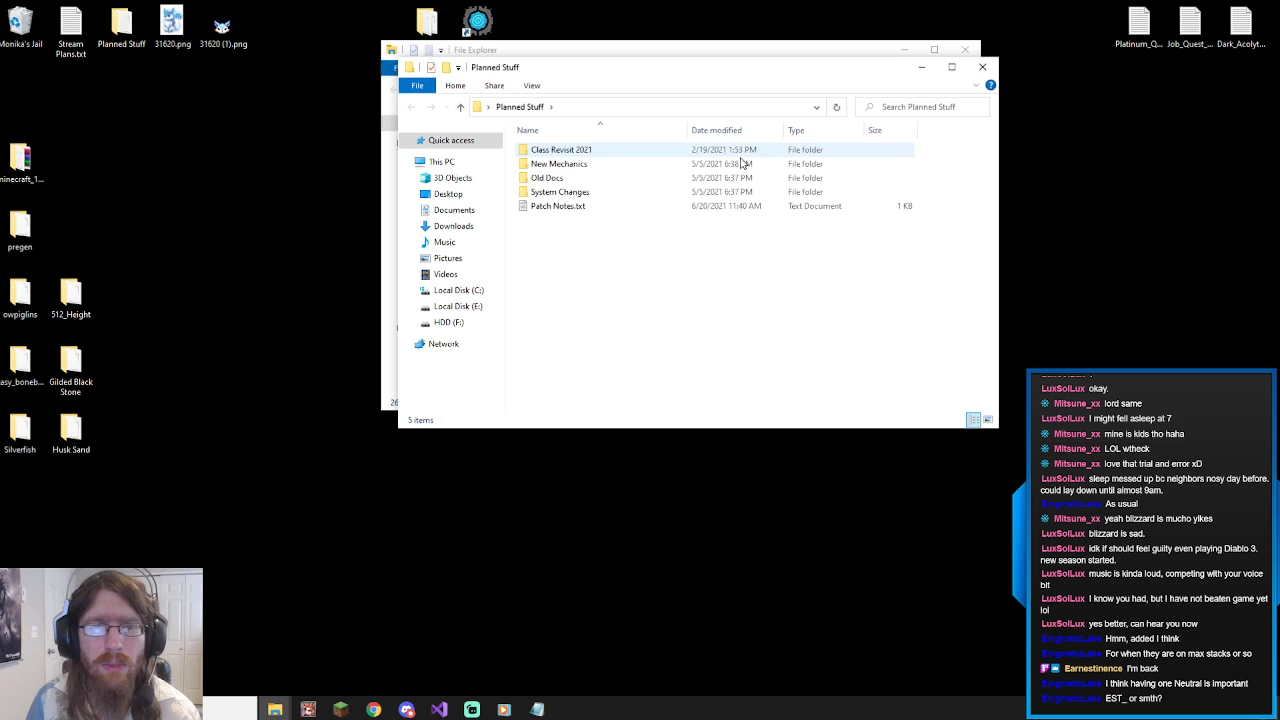 Monika's Jail
Stream Plans.txt
Planned Stuff
31620.png
31620 (1).png
Platinum_Q...
Job_Quest_...
Dark_Acolyt...
minecraft_1...
pregen
owpiglins
512_Height
asy_boneb...
Gilded Black Stone
Silverfish
Husk Sand
File Explorer
Planned Stuff
File
Home
Share
View
Planned Stuff
Search Planned Stuff
Name
Date modified
Type
Size
Quick access
This PC
3D Objects
Desktop
Documents
Downloads
Music
Pictures
Videos
Local Disk (C:)
Local Disk (E:)
HDD (F:)
Network
Class Revisit 2021 2/19/2021 1:53 PM File folder
New Mechanics 5/5/2021 6:38 PM File folder
Old Docs 5/5/2021 6:37 PM File folder
System Changes 5/5/2021 6:37 PM File folder
Patch Notes.txt 6/20/2021 11:40 AM Text Document 1 KB
26
5 items
LuxSolLux okay.
Mitsune_xx lord same
LuxSolLux I might fell asleep at 7
Mitsune_xx mine is kids tho haha
Mitsune_xx LOL wtheck
Mitsune_xx love that trial and error xD
LuxSolLux sleep messed up bc neighbors nosy day before.
could lay down until almost 9am.
As usual
Mitsune_xx yeah blizzard is mucho yikes
LuxSolLux blizzard is sad.
LuxSolLux idk if should feel guilty even playing Diablo 3.
new season started.
LuxSolLux music is kinda loud, competing with your voice
bit
LuxSolLux I know you had, but I have not beaten game yet
lol
LuxSolLux yes better, can hear you now
Hmm, added I think
For when they are on max stacks or so
Earnestinence I'm back
I think having one Neutral is important
EST_ or smth?